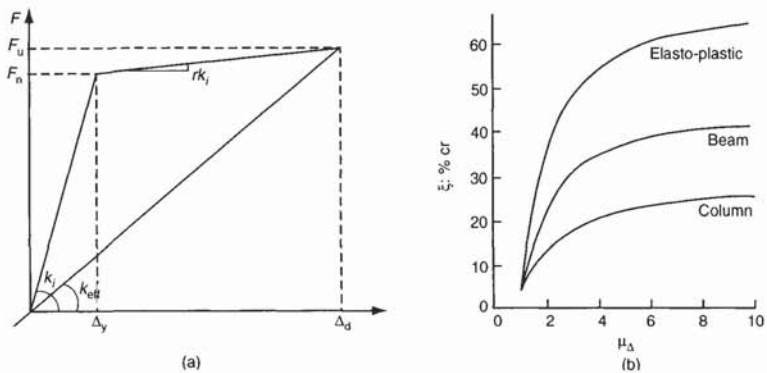 F
F_u
F_n
rk_i
k_i
k_eff
Δ_y
Δ_d
(a)
60
50
40
30
20
10
0
ξ: % cr
Elasto-plastic
Beam
Column
0 2 4 6 8 10
μ_Δ
(b)